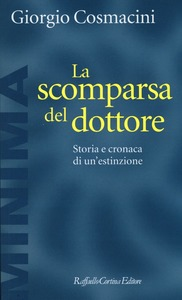 Giorgio Cosmacini
MINIMA
La
scomparsa
del dottore
Storia e cronaca
di un'estinzione
Raffaello Cortina Editore